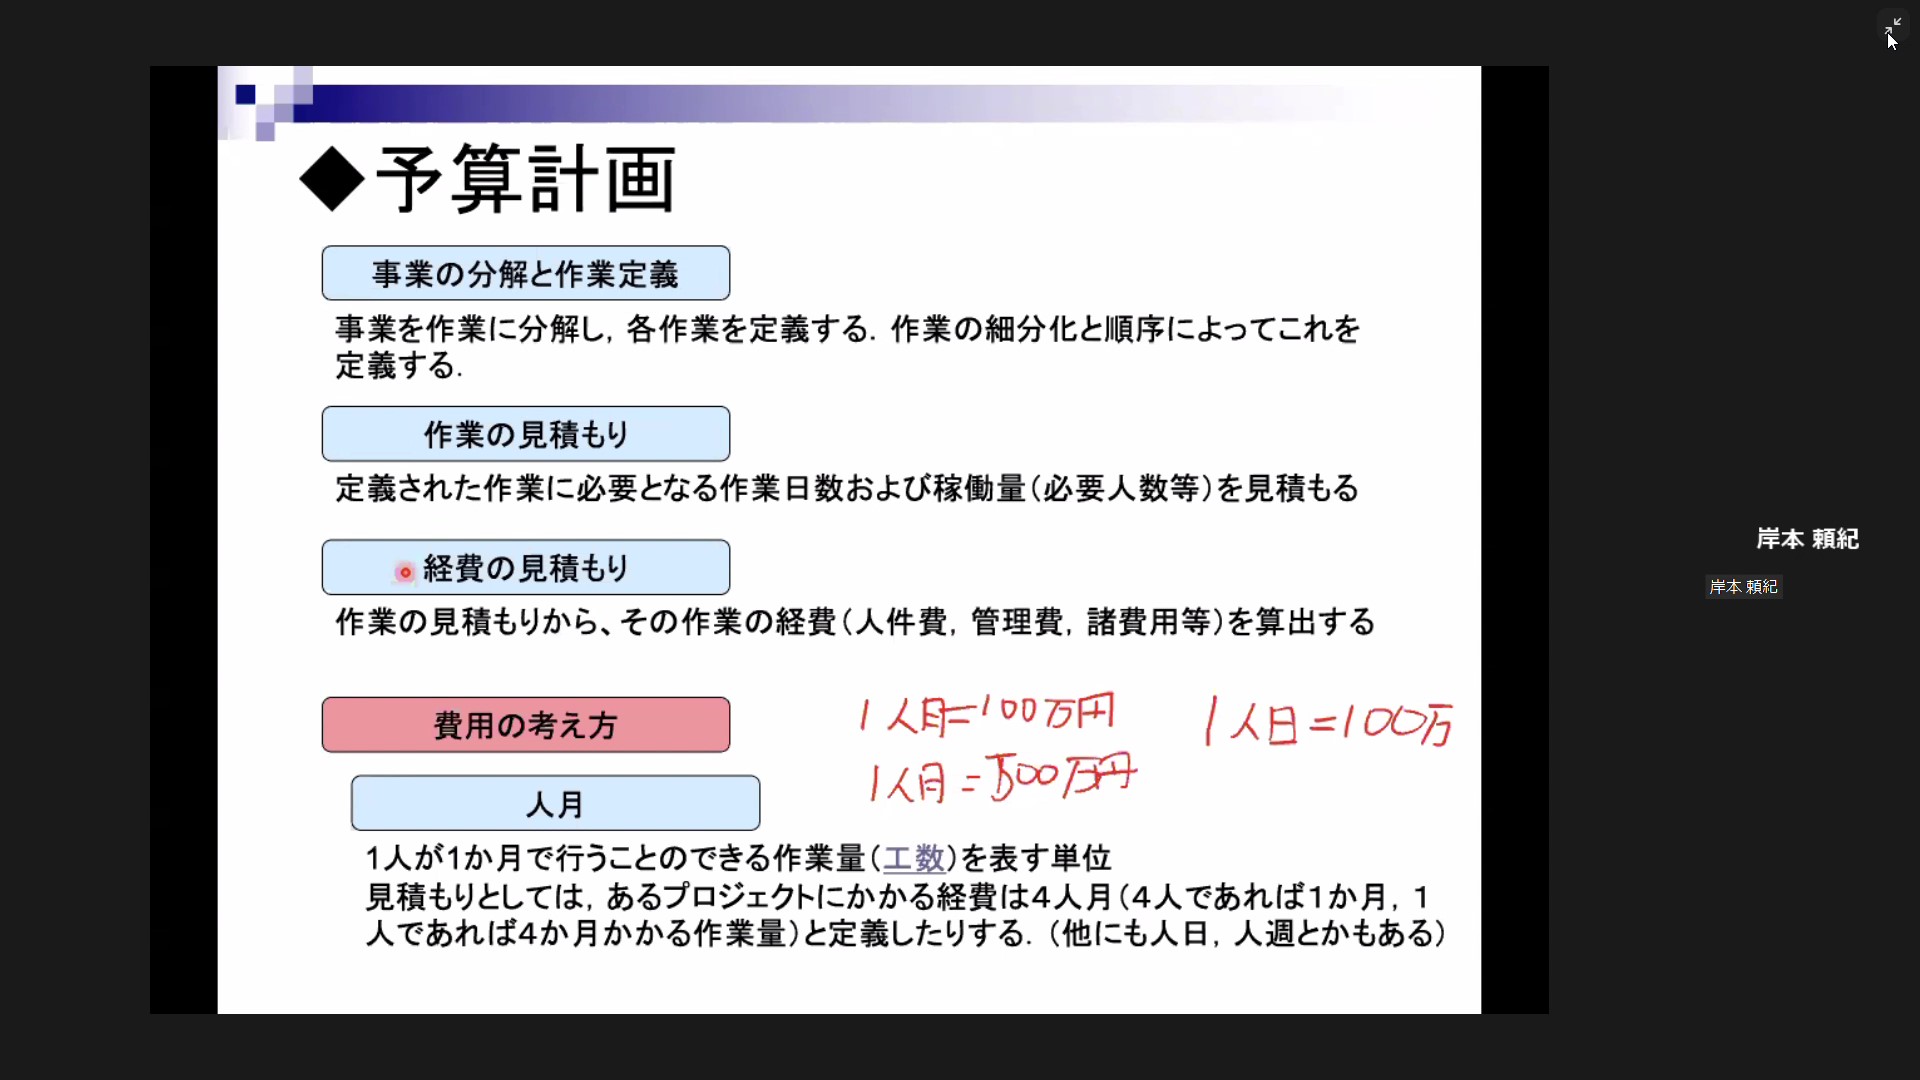 ◆予算計画
事業の分解と作業定義
事業を作業に分解し，各作業を定義する．作業の細分化と順序によってこれを
定義する．
作業の見積もり
定義された作業に必要となる作業日数および稼働量（必要人数等）を見積もる
経費の見積もり
作業の見積もりから、その作業の経費（人件費，管理費，諸費用等）を算出する
費用の考え方
1人月=100万円
1人日=100万
1人月=500万円
人月
1人が1か月で行うことのできる作業量（工数）を表す単位
見積もりとしては，あるプロジェクトにかかる経費は４人月（４人であれば１か月，１
人であれば４か月かかる作業量）と定義したりする．（他にも人日，人週とかもある）
岸本 頼紀
岸本 頼紀